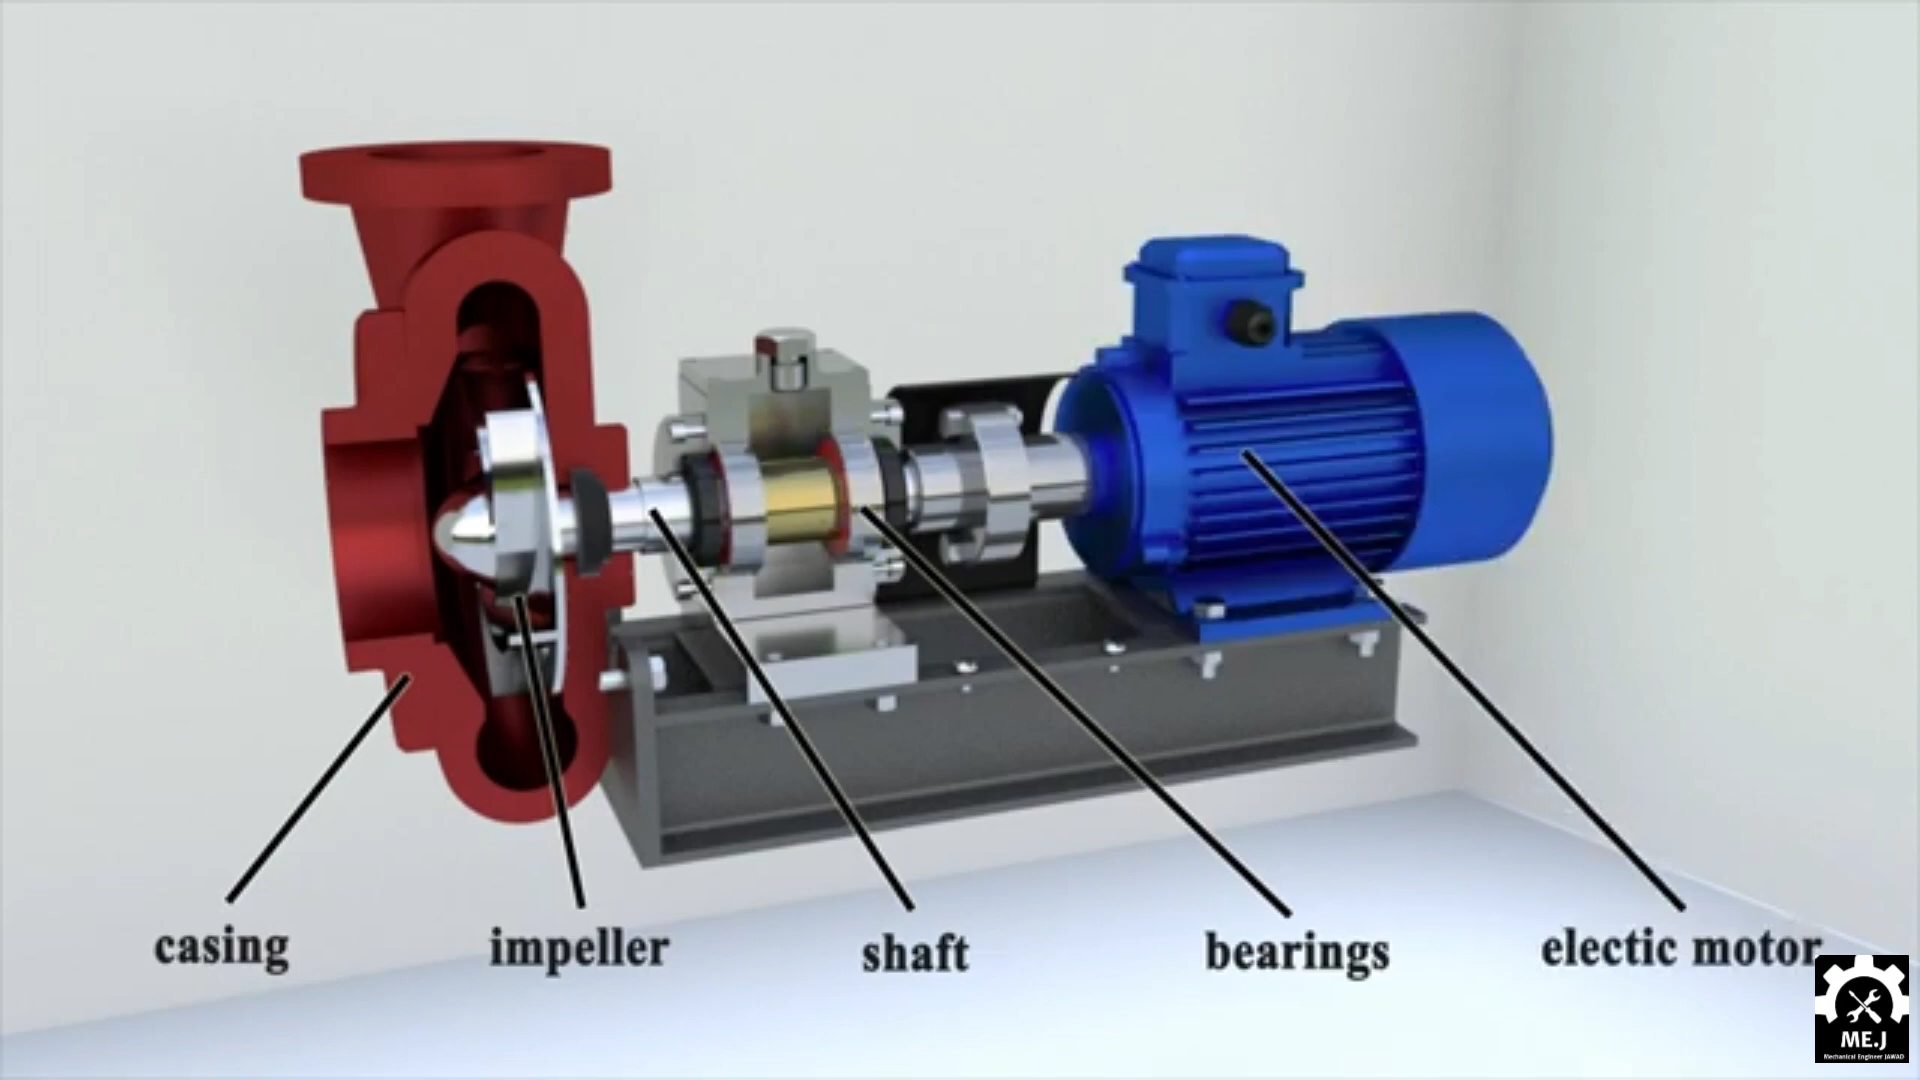 casing
impeller
shaft
bearings
electic motor
ME.J
Mechanical Engineer JAWAD